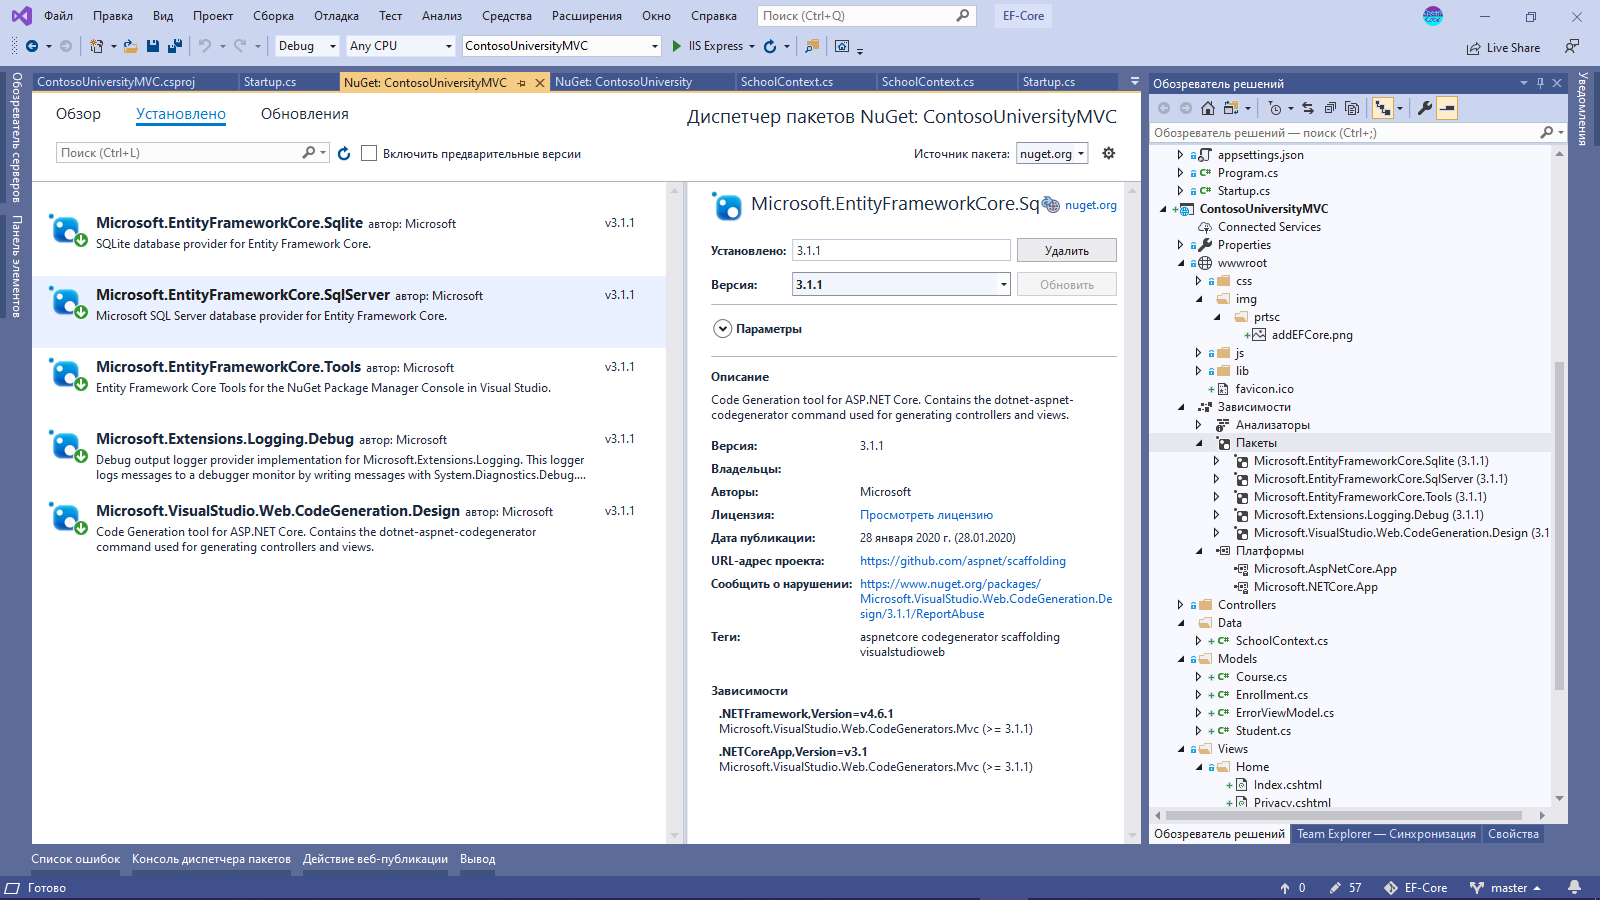 Файл Правка Вид Проект Сборка Отладка Тест Анализ Средства Расширения Окно Справка Поиск (Ctrl+Q) EF-Core
Debug Any CPU ContosoUniversityMVC IIS Express Live Share
ContosoUniversityMVC.csproj Startup.cs NuGet: ContosoUniversityMVC NuGet: ContosoUniversity SchoolContext.cs SchoolContext.cs Startup.cs
Обозреватель серверов
Панель элементов
Обзор Установлено Обновления
Диспетчер пакетов NuGet: ContosoUniversityMVC
Поиск (Ctrl+L) Включить предварительные версии
Источник пакета: nuget.org
Microsoft.EntityFrameworkCore.Sqlite автор: Microsoft v3.1.1
SQLite database provider for Entity Framework Core.
Microsoft.EntityFrameworkCore.SqlServer автор: Microsoft v3.1.1
Microsoft SQL Server database provider for Entity Framework Core.
Microsoft.EntityFrameworkCore.Tools автор: Microsoft v3.1.1
Entity Framework Core Tools for the NuGet Package Manager Console in Visual Studio.
Microsoft.Extensions.Logging.Debug автор: Microsoft v3.1.1
Debug output logger provider implementation for Microsoft.Extensions.Logging. This logger
logs messages to a debugger monitor by writing messages with System.Diagnostics.Debug....
Microsoft.VisualStudio.Web.CodeGeneration.Design автор: Microsoft v3.1.1
Code Generation tool for ASP.NET Core. Contains the dotnet-aspnet-codegenerator
command used for generating controllers and views.
Microsoft.EntityFrameworkCore.Sq nuget.org
Установлено: 3.1.1 Удалить
Версия: 3.1.1 Обновить
Параметры
Описание
Code Generation tool for ASP.NET Core. Contains the dotnet-aspnet-
codegenerator command used for generating controllers and views.
Версия: 3.1.1
Владельцы:
Авторы: Microsoft
Лицензия: Просмотреть лицензию
Дата публикации: 28 января 2020 г. (28.01.2020)
URL-адрес проекта: https://github.com/aspnet/scaffolding
Сообщить о нарушении: https://www.nuget.org/packages/
Microsoft.VisualStudio.Web.CodeGeneration.De
sign/3.1.1/ReportAbuse
Теги: aspnetcore codegenerator scaffolding
visualstudioweb
Зависимости
.NETFramework,Version=v4.6.1
Microsoft.VisualStudio.Web.CodeGenerators.Mvc (>= 3.1.1)
.NETCoreApp,Version=v3.1
Microsoft.VisualStudio.Web.CodeGenerators.Mvc (>= 3.1.1)
Обозреватель решений
Обозреватель решений — поиск (Ctrl+;)
appsettings.json
Program.cs
Startup.cs
ContosoUniversityMVC
Connected Services
Properties
wwwroot
css
img
prtsc
addEFCore.png
js
lib
favicon.ico
Зависимости
Анализаторы
Пакеты
Microsoft.EntityFrameworkCore.Sqlite (3.1.1)
Microsoft.EntityFrameworkCore.SqlServer (3.1.1)
Microsoft.EntityFrameworkCore.Tools (3.1.1)
Microsoft.Extensions.Logging.Debug (3.1.1)
Microsoft.VisualStudio.Web.CodeGeneration.Design (3.1
Платформы
Microsoft.AspNetCore.App
Microsoft.NETCore.App
Controllers
Data
SchoolContext.cs
Models
Course.cs
Enrollment.cs
ErrorViewModel.cs
Student.cs
Views
Home
Index.cshtml
Privacy.cshtml
Обозреватель решений Team Explorer — Синхронизация Свойства
Уведомления
Список ошибок Консоль диспетчера пакетов Действие веб-публикации Вывод
Готово 0 57 EF-Core master